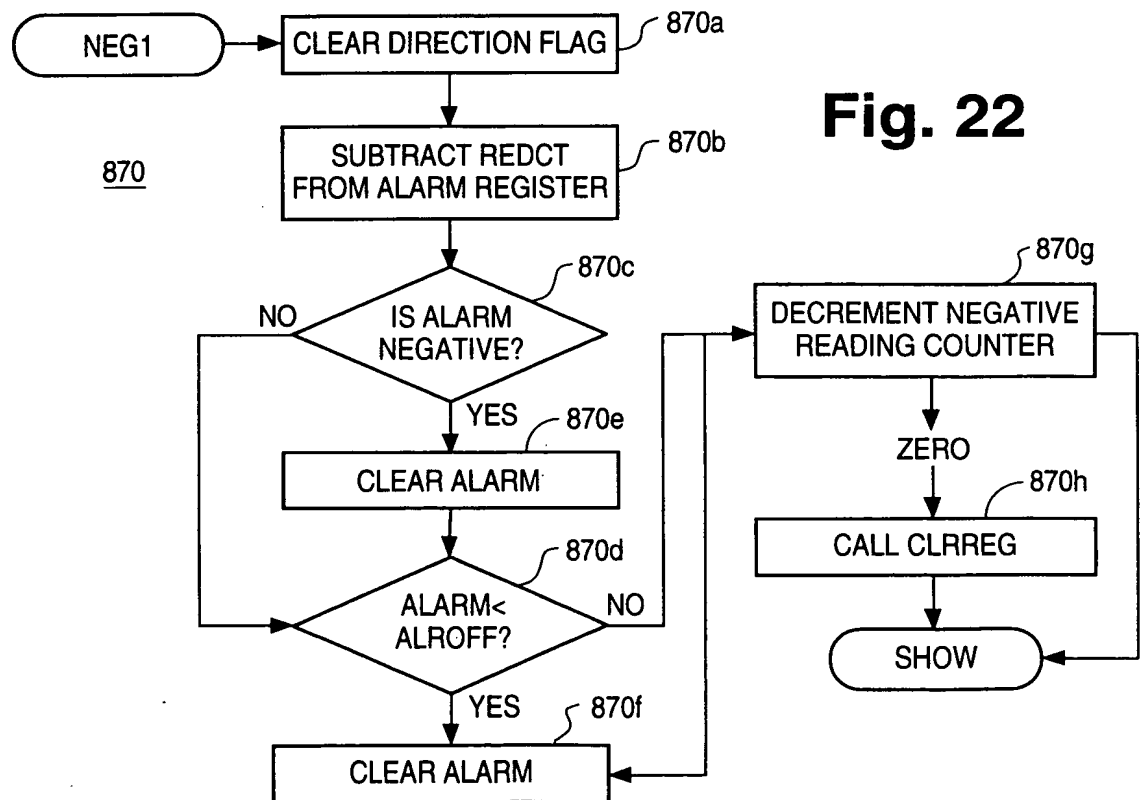 NEG1
CLEAR DIRECTION FLAG
870a
Fig. 22
870
SUBTRACT REDCT
FROM ALARM REGISTER
870b
870c
IS ALARM
NEGATIVE?
NO
YES
870e
CLEAR ALARM
870d
ALARM<
ALROFF?
NO
YES
870f
CLEAR ALARM
870g
DECREMENT NEGATIVE
READING COUNTER
ZERO
870h
CALL CLRREG
SHOW